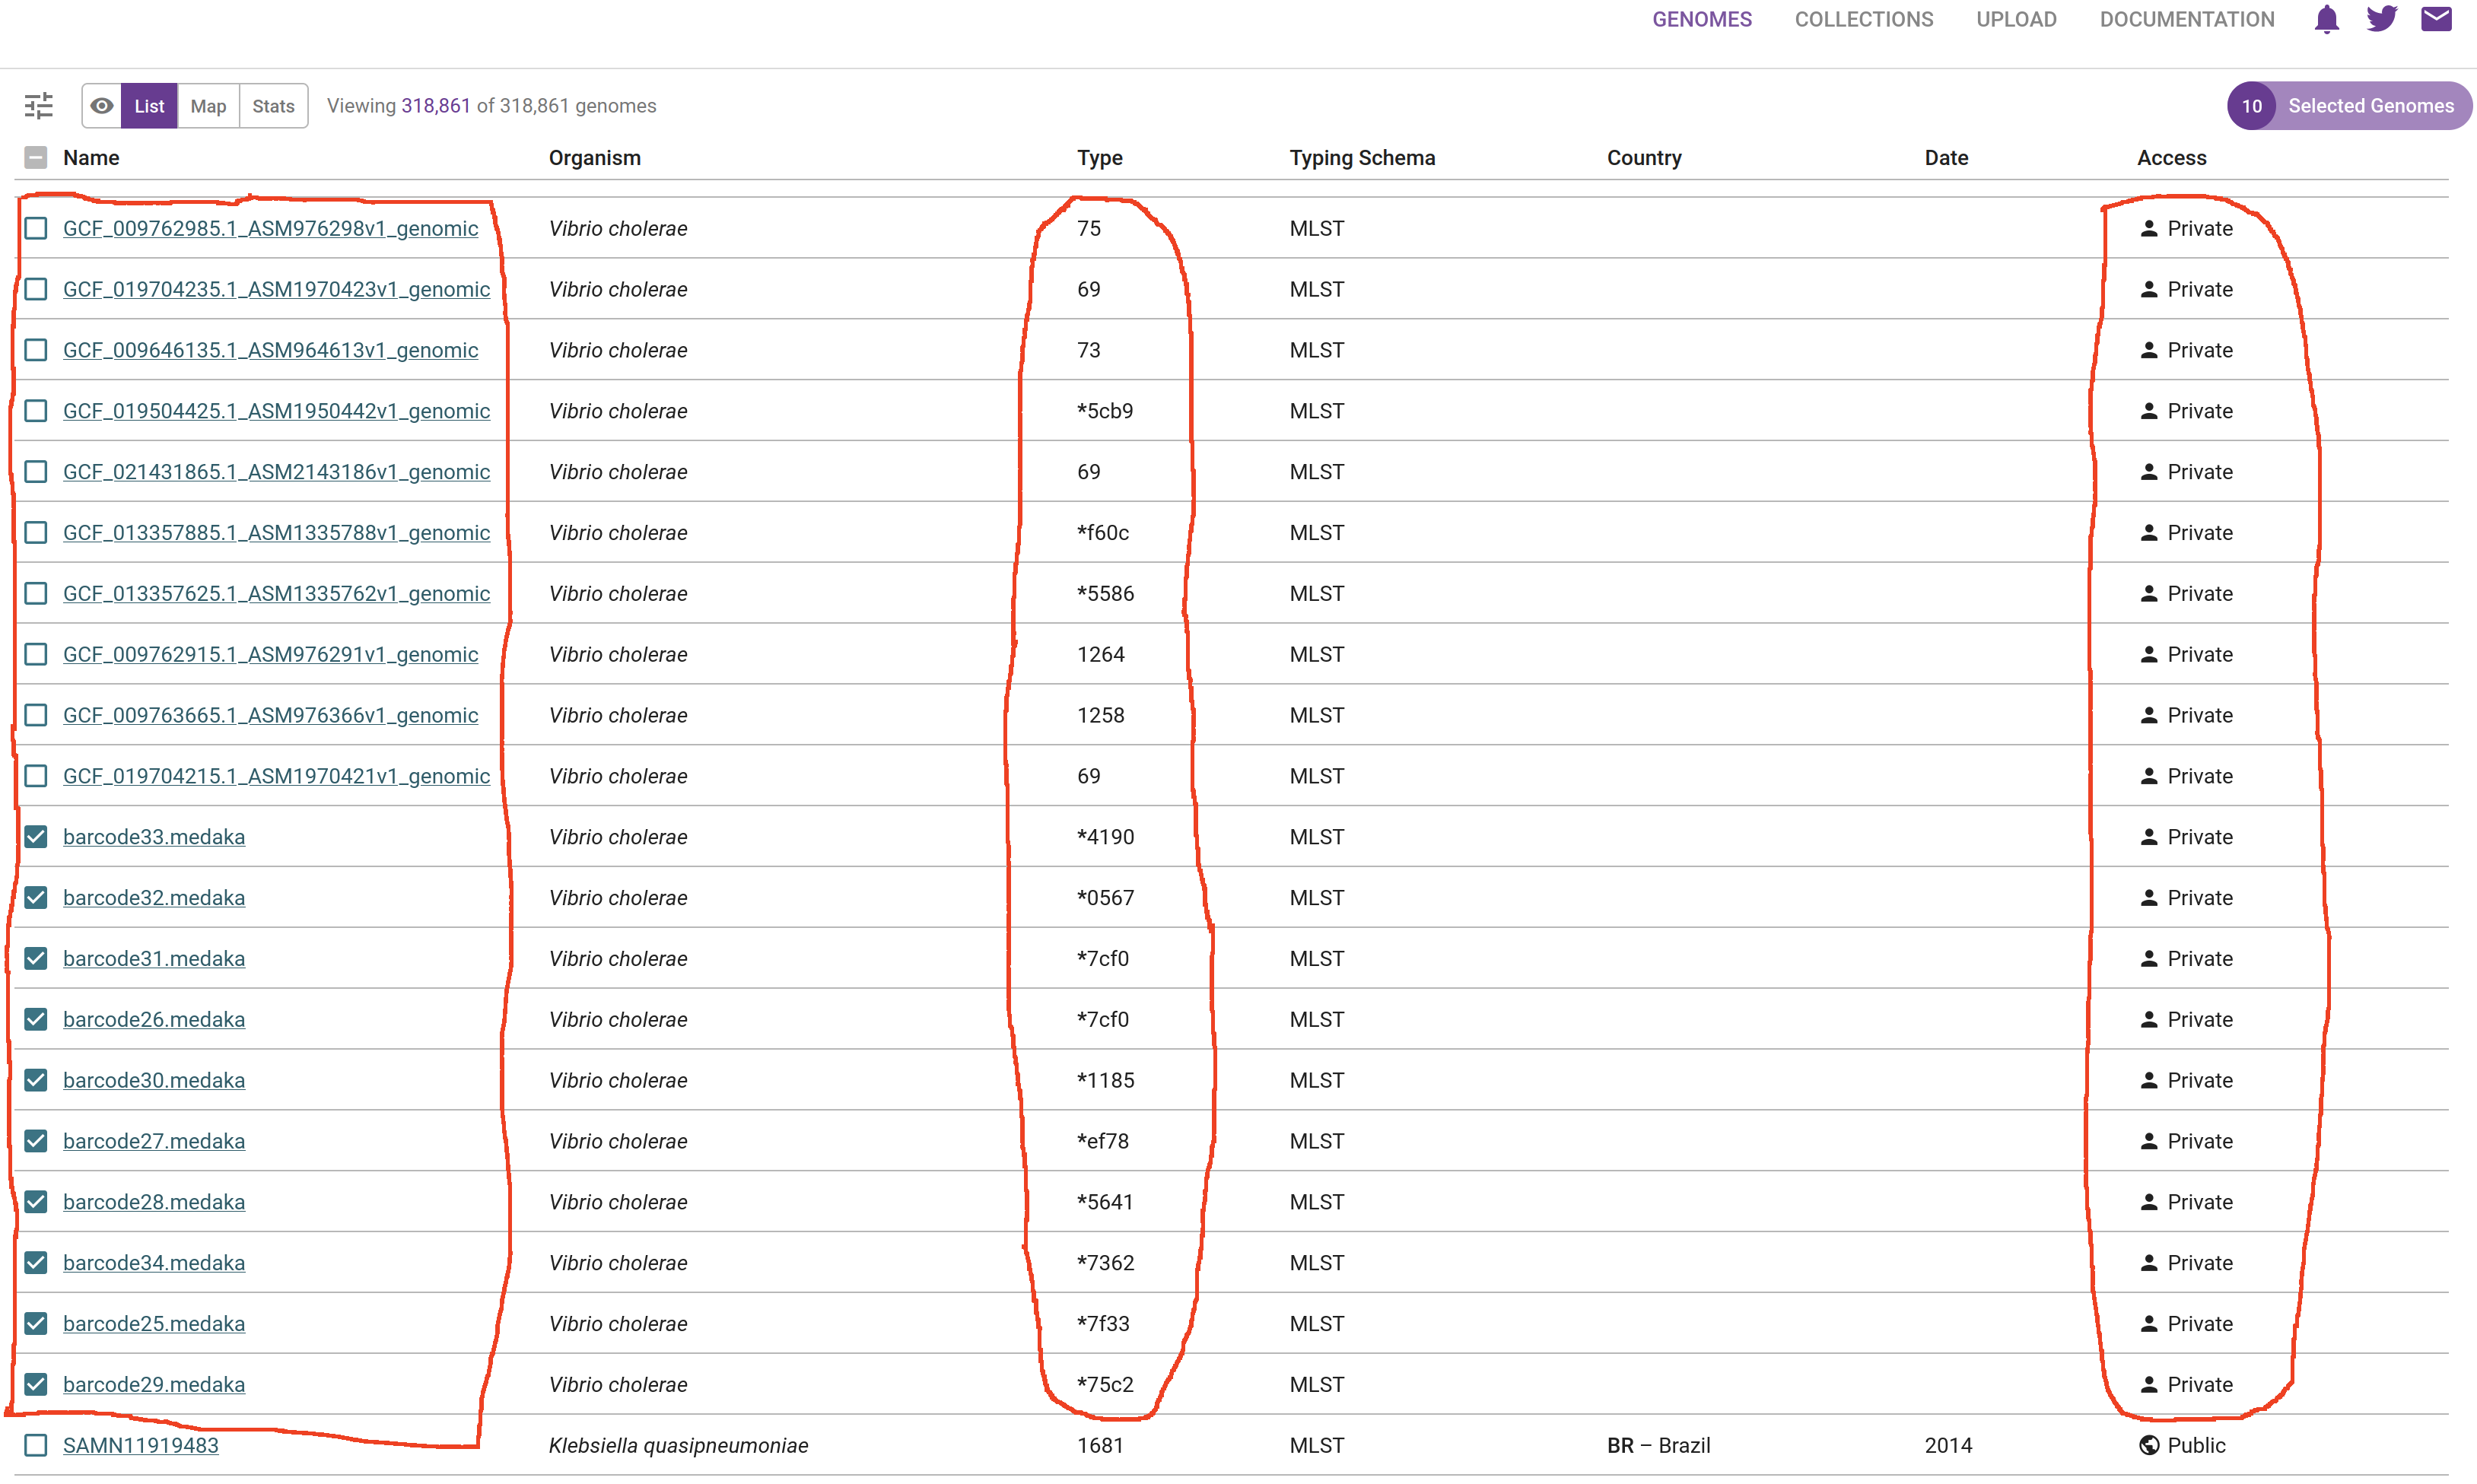 GENOMES COLLECTIONS UPLOAD DOCUMENTATION
List Map Stats Viewing 318,861 of 318,861 genomes 10 Selected Genomes
Name Organism Type Typing Schema Country Date Access
GCF_009762985.1_ASM976298v1_genomic Vibrio cholerae 75 MLST Private
GCF_019704235.1_ASM1970423v1_genomic Vibrio cholerae 69 MLST Private
GCF_009646135.1_ASM964613v1_genomic Vibrio cholerae 73 MLST Private
GCF_019504425.1_ASM1950442v1_genomic Vibrio cholerae *5cb9 MLST Private
GCF_021431865.1_ASM2143186v1_genomic Vibrio cholerae 69 MLST Private
GCF_013357885.1_ASM1335788v1_genomic Vibrio cholerae *f60c MLST Private
GCF_013357625.1_ASM1335762v1_genomic Vibrio cholerae *5586 MLST Private
GCF_009762915.1_ASM976291v1_genomic Vibrio cholerae 1264 MLST Private
GCF_009763665.1_ASM976366v1_genomic Vibrio cholerae 1258 MLST Private
GCF_019704215.1_ASM1970421v1_genomic Vibrio cholerae 69 MLST Private
barcode33.medaka Vibrio cholerae *4190 MLST Private
barcode32.medaka Vibrio cholerae *0567 MLST Private
barcode31.medaka Vibrio cholerae *7cf0 MLST Private
barcode26.medaka Vibrio cholerae *7cf0 MLST Private
barcode30.medaka Vibrio cholerae *1185 MLST Private
barcode27.medaka Vibrio cholerae *ef78 MLST Private
barcode28.medaka Vibrio cholerae *5641 MLST Private
barcode34.medaka Vibrio cholerae *7362 MLST Private
barcode25.medaka Vibrio cholerae *7f33 MLST Private
barcode29.medaka Vibrio cholerae *75c2 MLST Private
SAMN11919483 Klebsiella quasipneumoniae 1681 MLST BR – Brazil 2014 Public